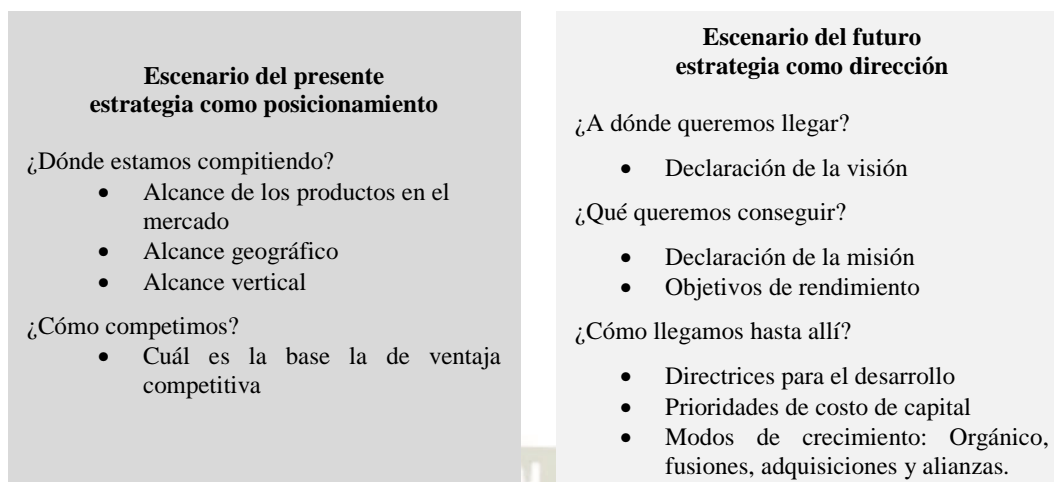 Escenario del presente
estrategia como posicionamiento
¿Dónde estamos compitiendo?
• Alcance de los productos en el
mercado
• Alcance geográfico
• Alcance vertical
¿Cómo competimos?
• Cuál es la base la de ventaja
competitiva
Escenario del futuro
estrategia como dirección
¿A dónde queremos llegar?
• Declaración de la visión
¿Qué queremos conseguir?
• Declaración de la misión
• Objetivos de rendimiento
¿Cómo llegamos hasta allí?
• Directrices para el desarrollo
• Prioridades de costo de capital
• Modos de crecimiento: Orgánico,
fusiones, adquisiciones y alianzas.